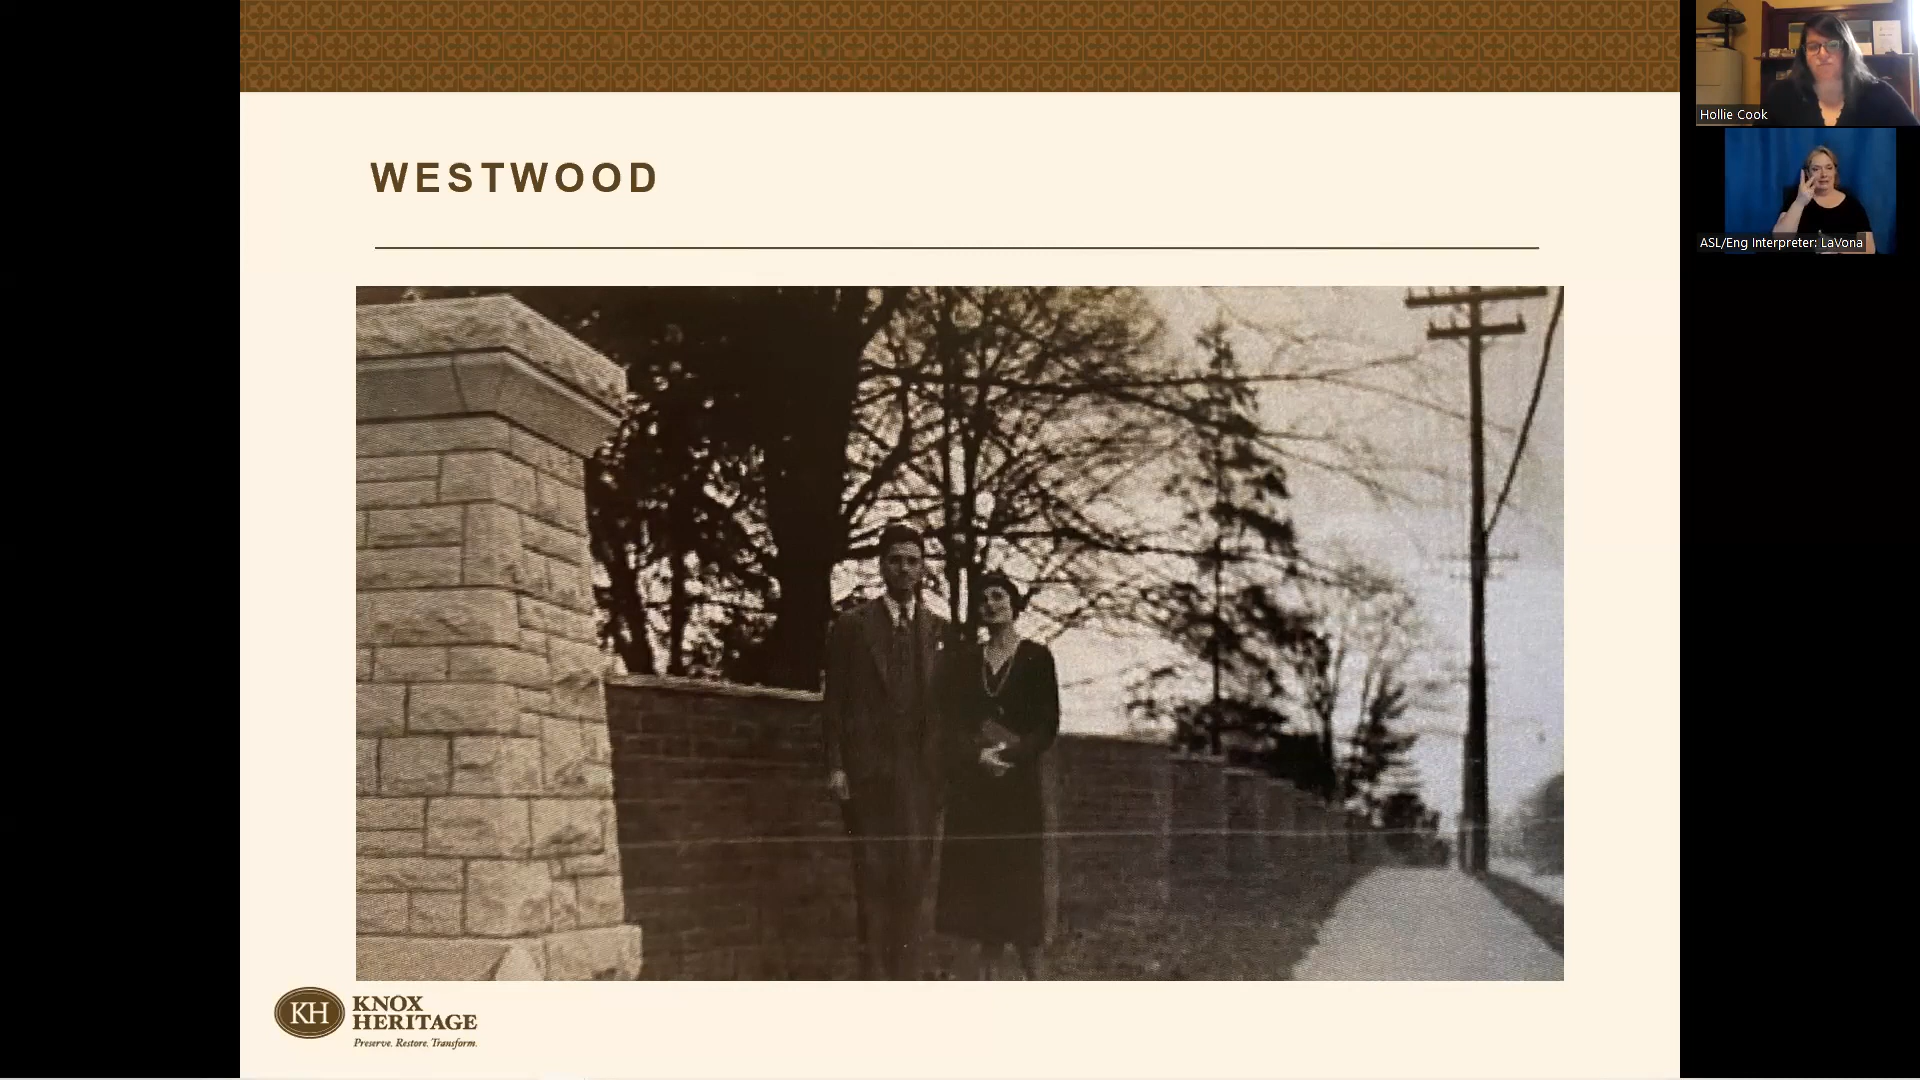 WESTWOOD
KH
KNOX
HERITAGE
Preserve. Restore. Transform.
Hollie Cook
ASL/Eng Interpreter: LaVona